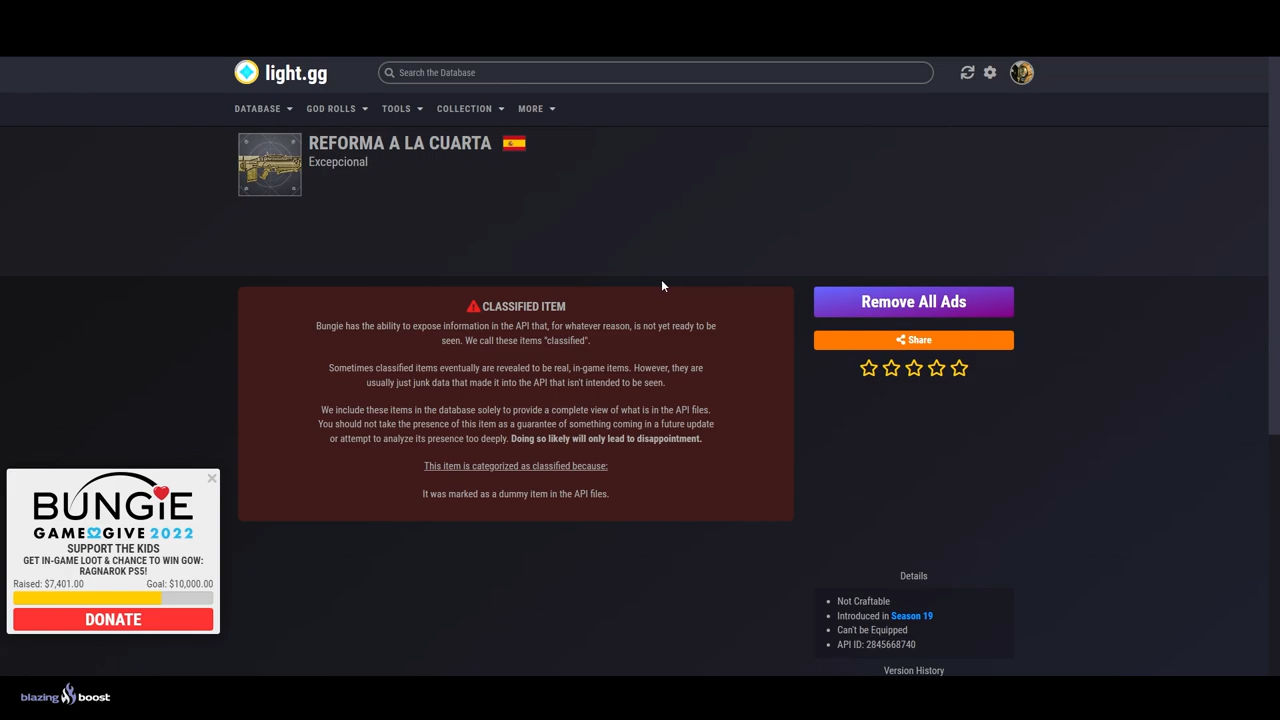 light.gg
Search the Database
DATABASE
GOD ROLLS
TOOLS
COLLECTION
MORE
REFORMA A LA CUARTA
Excepcional
CLASSIFIED ITEM
Bungie has the ability to expose information in the API that, for whatever reason, is not yet ready to be
seen. We call these items "classified".
Sometimes classified items eventually are revealed to be real, in-game items. However, they are
usually just junk data that made it into the API that isn't intended to be seen.
We include these items in the database solely to provide a complete view of what is in the API files.
You should not take the presence of this item as a guarantee of something coming in a future update
or attempt to analyze its presence too deeply. Doing so likely will only lead to disappointment.
This item is categorized as classified because:
It was marked as a dummy item in the API files.
Remove All Ads
Share
Details
Not Craftable
Introduced in Season 19
Can't be Equipped
API ID: 2845668740
Version History
BUNGiE
GAME GIVE 2022
SUPPORT THE KIDS
GET IN-GAME LOOT & CHANCE TO WIN GOW:
RAGNAROK PS5!
Raised: $7,401.00 Goal: $10,000.00
DONATE
blazing boost